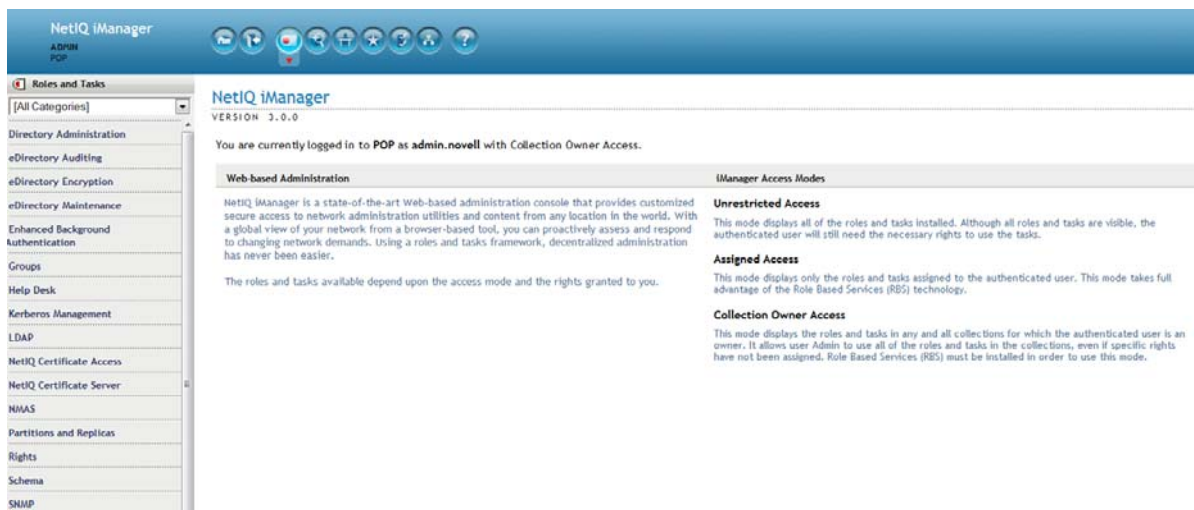 NetIQ iManager
ADMIN
POP
Roles and Tasks
[All Categories]
Directory Administration
eDirectory Auditing
eDirectory Encryption
eDirectory Maintenance
Enhanced Background
Authentication
Groups
Help Desk
Kerberos Management
LDAP
NetIQ Certificate Access
NetIQ Certificate Server
NMAS
Partitions and Replicas
Rights
Schema
SNMP
NetIQ iManager
VERSION 3.0.0
You are currently logged in to POP as admin.novell with Collection Owner Access.
Web-based Administration
NetIQ iManager is a state-of-the-art Web-based administration console that provides customized
secure access to network administration utilities and content from any location in the world. With
a global view of your network from a browser-based tool, you can proactively assess and respond
to changing network demands. Using a roles and tasks framework, decentralized administration
has never been easier.
The roles and tasks available depend upon the access mode and the rights granted to you.
iManager Access Modes
Unrestricted Access
This mode displays all of the roles and tasks installed. Although all roles and tasks are visible, the
authenticated user will still need the necessary rights to use the tasks.
Assigned Access
This mode displays only the roles and tasks assigned to the authenticated user. This mode takes full
advantage of the Role Based Services (RBS) technology.
Collection Owner Access
This mode displays the roles and tasks in any and all collections for which the authenticated user is an
owner. It allows user Admin to use all of the roles and tasks in the collections, even if specific rights
have not been assigned. Role Based Services (RBS) must be installed in order to use this mode.